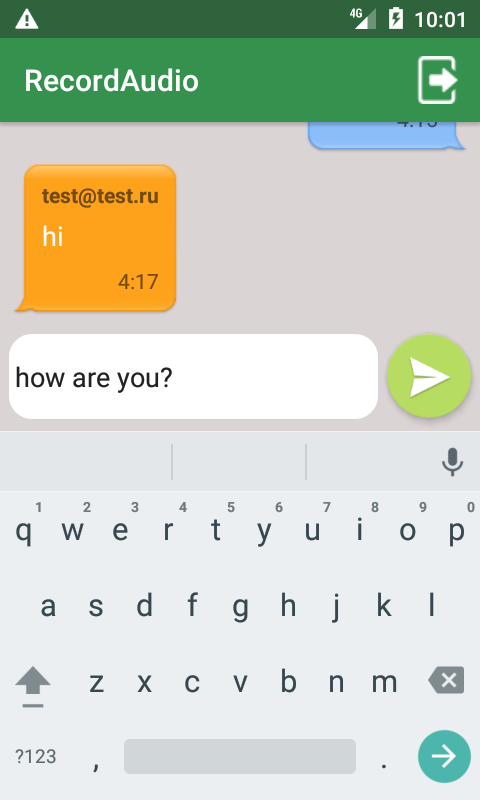 4G 10:01
RecordAudio
4:15
test@test.ru
hi
4:17
how are you?
1 2 3 4 5 6 7 8 9 0
q w e r t y u i o p
a s d f g h j k l
z x c v b n m
?123 , .